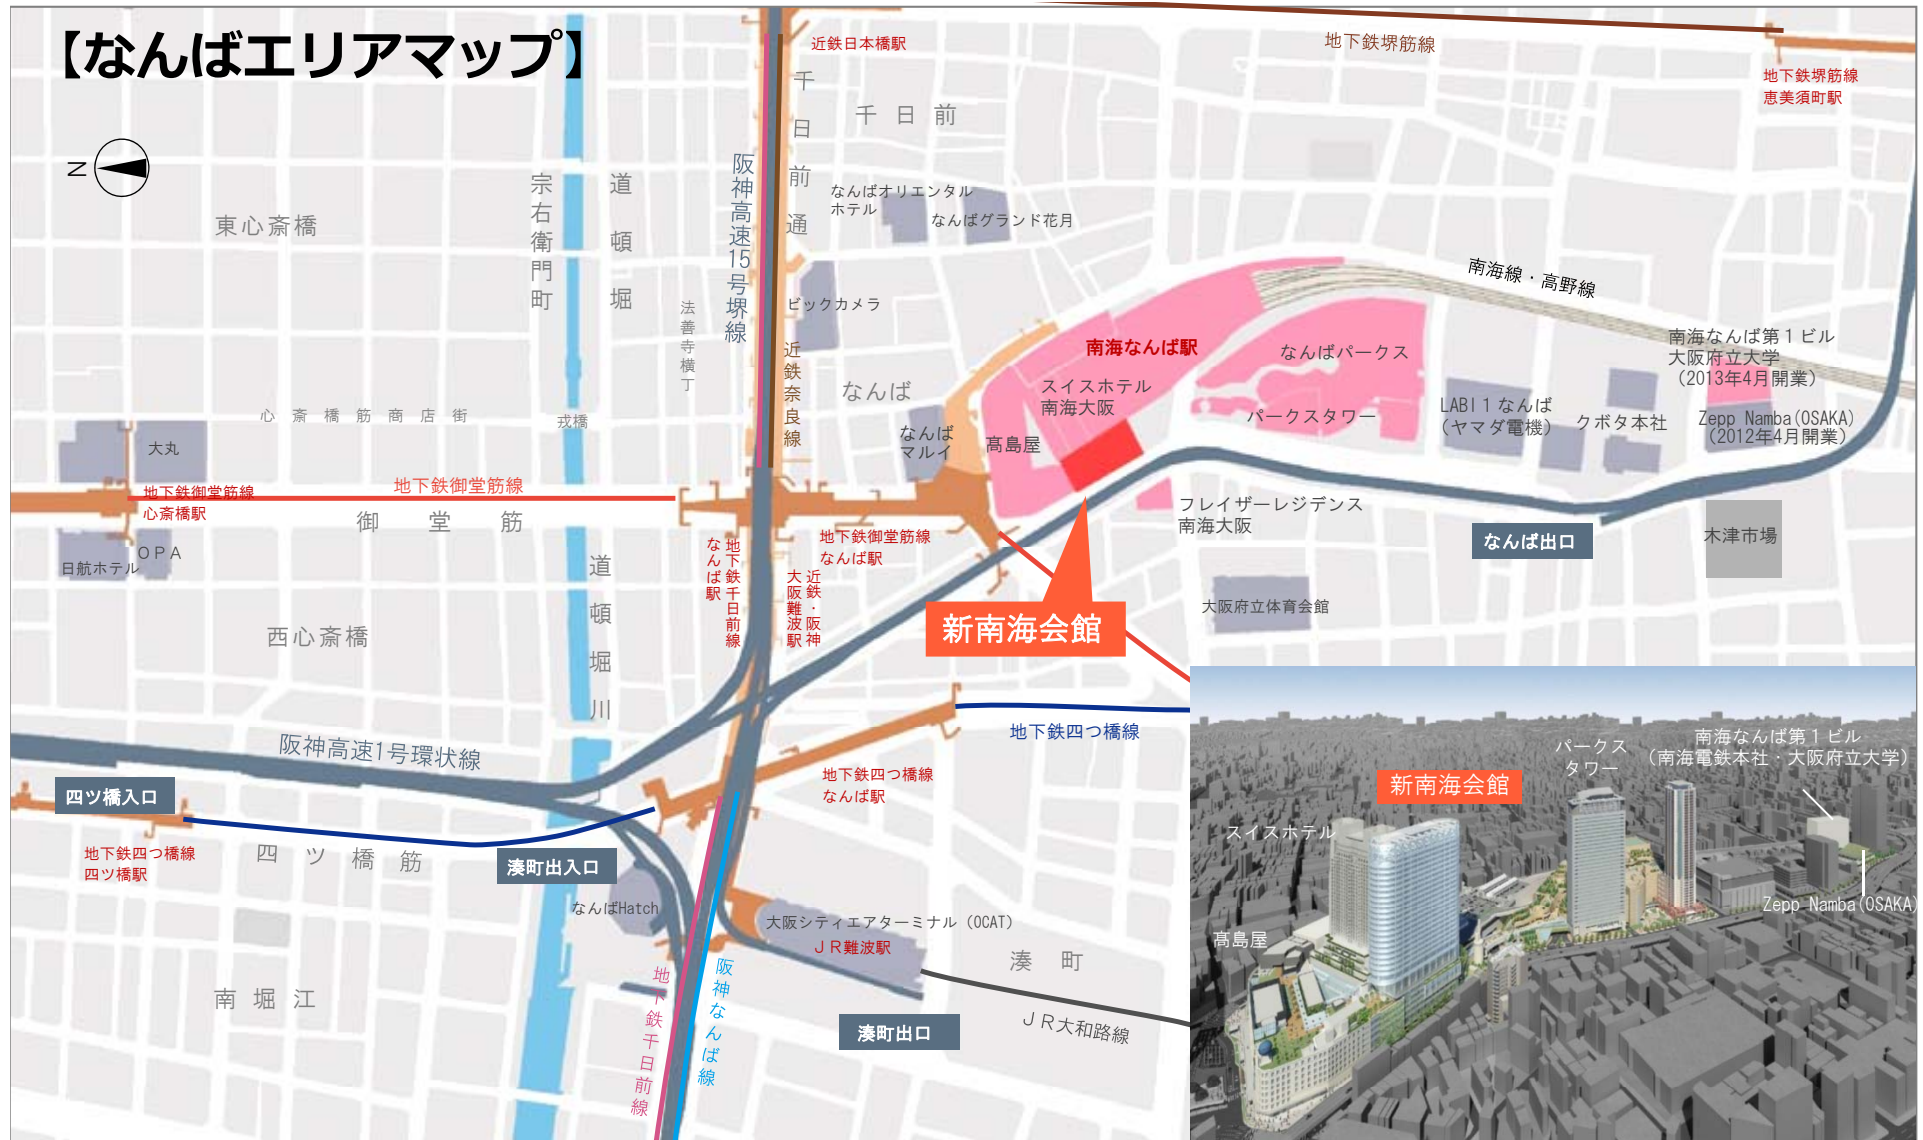 【なんばエリアマップ】
N
近鉄日本橋駅
地下鉄堺筋線
地下鉄堺筋線
恵美須町駅
千日前通
千日前
阪神高速15号堺線
宗右衛門町
道頓堀
東心斎橋
なんばオリエンタル
ホテル
なんばグランド花月
南海線・高野線
法善寺横丁
ビックカメラ
近鉄奈良線
なんば
南海なんば駅
なんばパークス
南海なんば第１ビル
大阪府立大学
（2013年4月開業）
スイスホテル
南海大阪
パークスタワー
LABI１なんば
（ヤマダ電機）
クボタ本社
Zepp Namba(OSAKA)
（2012年4月開業）
心斎橋筋商店街
戎橋
なんば
マルイ
髙島屋
大丸
地下鉄御堂筋線
心斎橋駅
地下鉄御堂筋線
御堂筋
フレイザーレジデンス
南海大阪
なんば出口
木津市場
ＯＰＡ
日航ホテル
地下鉄千日前線
なんば駅
地下鉄御堂筋線
なんば駅
近鉄・阪神
大阪難波駅
道頓堀川
新南海会館
大阪府立体育会館
西心斎橋
阪神高速1号環状線
地下鉄四つ橋線
地下鉄四つ橋線
なんば駅
四ツ橋入口
地下鉄四つ橋線
四ツ橋駅
四ツ橋筋
湊町出入口
なんばHatch
大阪シティエアターミナル（OCAT）
ＪＲ難波駅
湊町
南堀江
地下鉄千日前線
阪神なんば線
湊町出口
ＪＲ大和路線
パークス
タワー
南海なんば第１ビル
（南海電鉄本社・大阪府立大学）
新南海会館
スイスホテル
Zepp Namba(OSAKA)
髙島屋